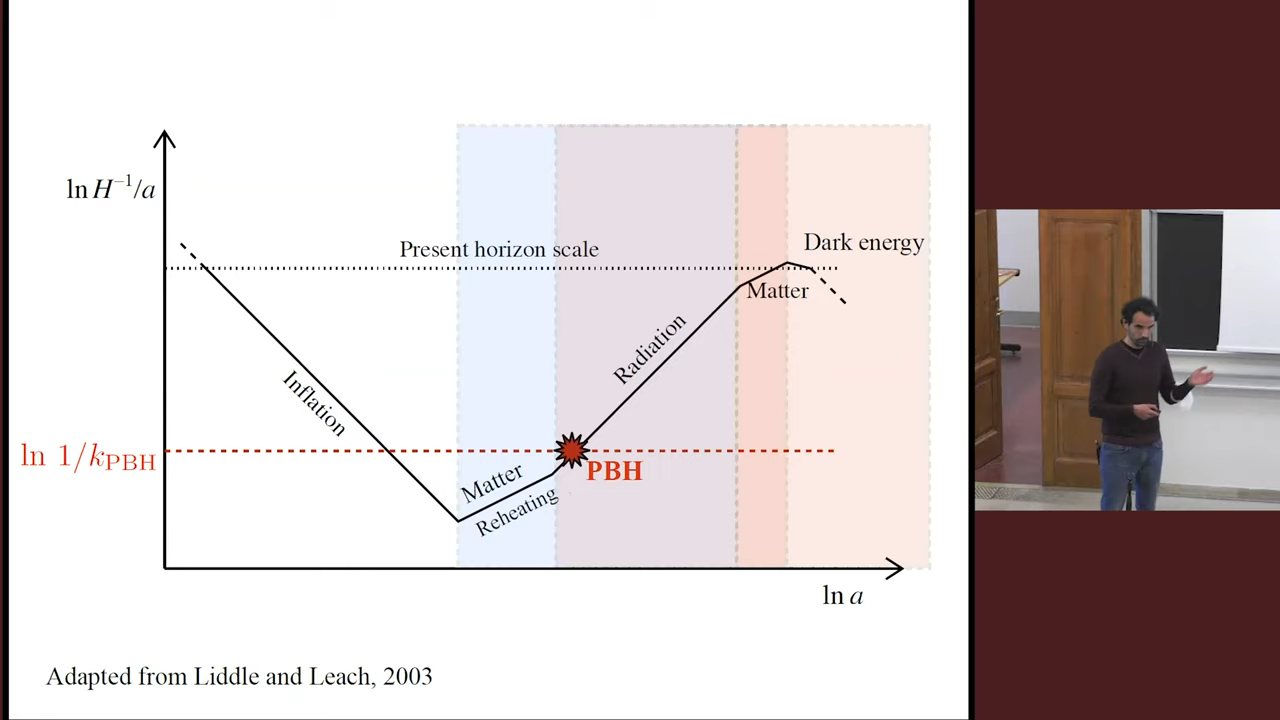 ln H⁻¹/a
Present horizon scale
Dark energy
Matter
Radiation
Inflation
ln 1/k_PBH
PBH
Matter
Reheating
ln a
Adapted from Liddle and Leach, 2003